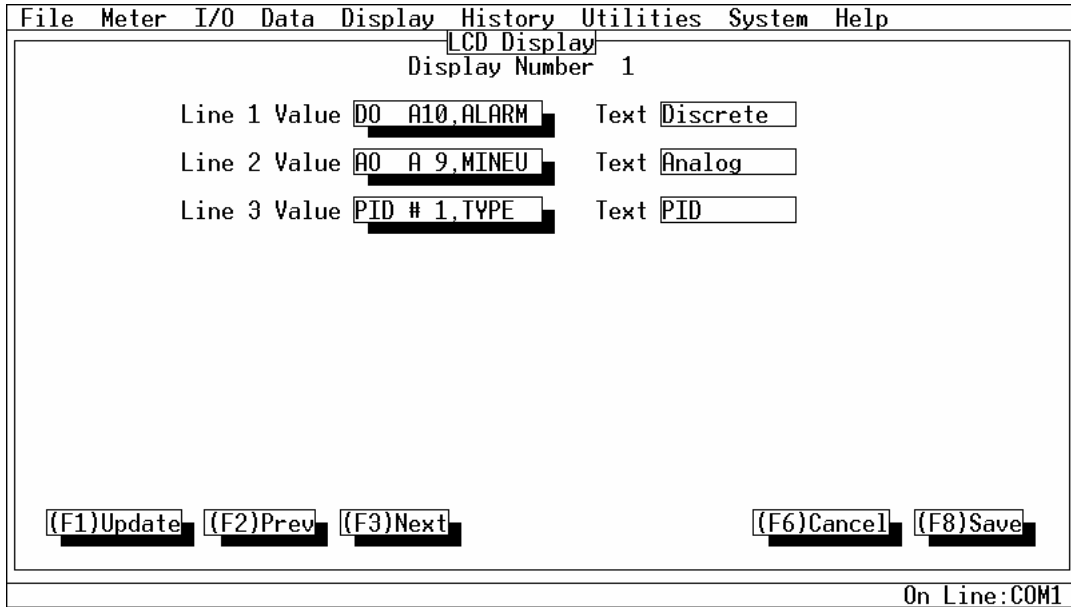 File Meter I/O Data Display History Utilities System Help
LCD Display
Display Number 1
Line 1 Value DO A10,ALARM Text Discrete
Line 2 Value AO A 9,MINEU Text Analog
Line 3 Value PID # 1,TYPE Text PID
(F1)Update (F2)Prev (F3)Next (F6)Cancel (F8)Save
On Line:COM1